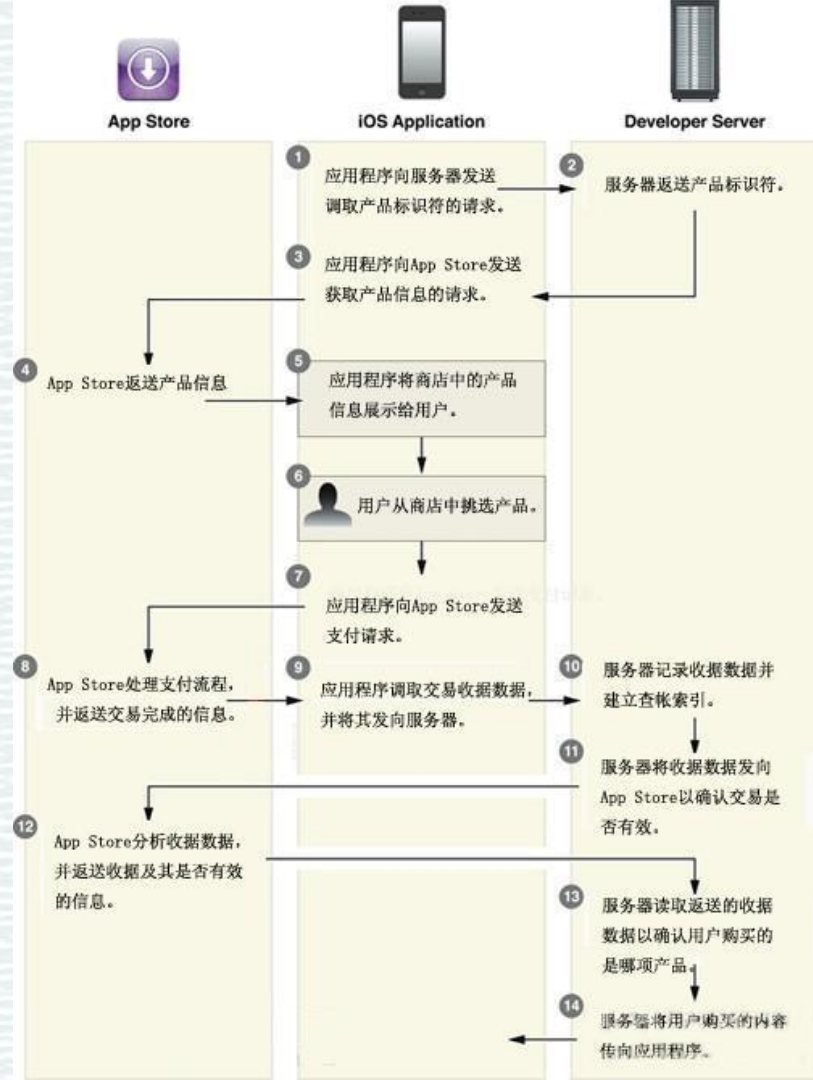 App Store
iOS Application
Developer Server
1
应用程序向服务器发送
调取产品标识符的请求。
2
服务器返送产品标识符。
3
应用程序向App Store发送
获取产品信息的请求。
4
App Store返送产品信息
5
应用程序将商店中的产品
信息展示给用户。
6
用户从商店中挑选产品。
7
应用程序向App Store发送
支付请求。
8
App Store处理支付流程，
并返送交易完成的信息。
9
应用程序调取交易收据数据，
并将其发向服务器。
10
服务器记录收据数据并
建立查帐索引。
11
服务器将收据数据发向
App Store以确认交易是
否有效。
12
App Store分析收据数据，
并返送收据及其是否有效
的信息。
13
服务器读取返送的收据
数据以确认用户购买的
是哪项产品。
14
服务器将用户购买的内容
传向应用程序。